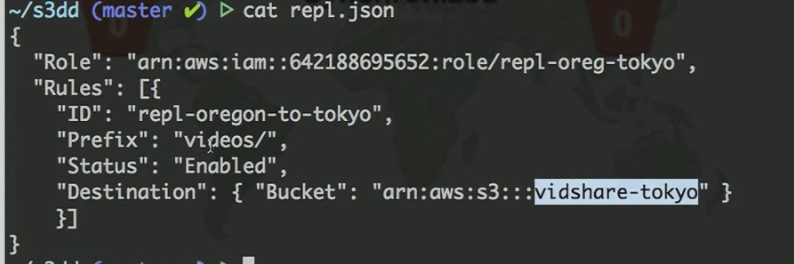 ~/s3dd (master ✔) ▷ cat repl.json
{
"Role": "arn:aws:iam::642188695652:role/repl-oreg-tokyo",
"Rules": [{
"ID": "repl-oregon-to-tokyo",
"Prefix": "videos/",
"Status": "Enabled",
"Destination": { "Bucket": "arn:aws:s3:::vidshare-tokyo" }
}]
}